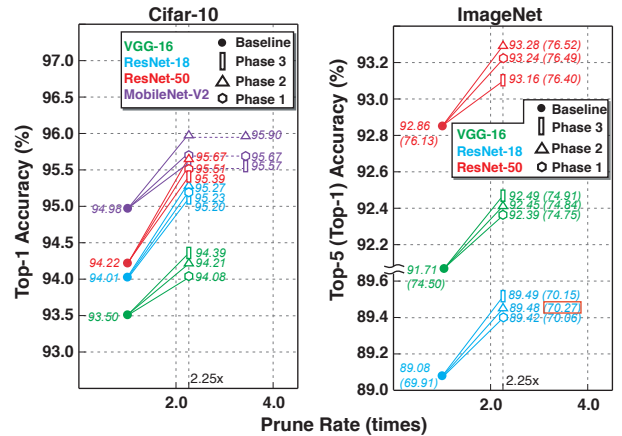 Cifar-10
ImageNet
Top-1 Accuracy (%)
97.0
96.5
96.0
95.5
95.0
94.5
94.0
93.5
93.0
VGG-16
ResNet-18
ResNet-50
MobileNet-V2
Baseline
Phase 3
Phase 2
Phase 1
95.90
95.67
95.57
95.67
95.51
95.39
95.27
95.23
95.20
94.98
94.22
94.01
94.39
94.21
94.08
93.50
2.25x
2.0
4.0
Top-5 (Top-1) Accuracy (%)
93.2
92.8
92.4
92.2
89.6
89.4
89.2
89.0
93.28 (76.52)
93.24 (76.49)
93.16 (76.40)
92.86
(76.13)
VGG-16
ResNet-18
ResNet-50
Baseline
Phase 3
Phase 2
Phase 1
92.49 (74.91)
92.45 (74.84)
92.39 (74.75)
91.71
(74.50)
89.49 (70.15)
89.48 (70.27)
89.42 (70.06)
89.08
(69.91)
2.25x
2.0
4.0
Prune Rate (times)